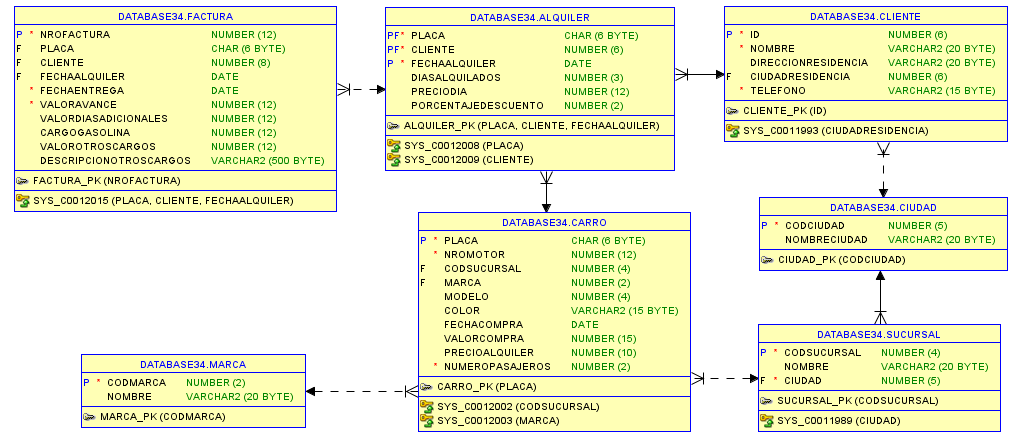 DATABASE34.FACTURA
P * NROFACTURA NUMBER (12)
F PLACA CHAR (6 BYTE)
F CLIENTE NUMBER (8)
F FECHAALQUILER DATE
* FECHAENTREGA DATE
* VALORAVANCE NUMBER (12)
VALORDIASADICIONALES NUMBER (12)
CARGOGASOLINA NUMBER (12)
VALOROTROSCARGOS NUMBER (12)
DESCRIPCIONOTROSCARGOS VARCHAR2 (500 BYTE)
FACTURA_PK (NROFACTURA)
SYS_C0012015 (PLACA, CLIENTE, FECHAALQUILER)
DATABASE34.ALQUILER
PF* PLACA CHAR (6 BYTE)
PF* CLIENTE NUMBER (6)
P * FECHAALQUILER DATE
DIASALQUILADOS NUMBER (3)
PRECIODIA NUMBER (12)
PORCENTAJEDESCUENTO NUMBER (2)
ALQUILER_PK (PLACA, CLIENTE, FECHAALQUILER)
SYS_C0012008 (PLACA)
SYS_C0012009 (CLIENTE)
DATABASE34.CLIENTE
P * ID NUMBER (6)
* NOMBRE VARCHAR2 (20 BYTE)
DIRECCIONRESIDENCIA VARCHAR2 (20 BYTE)
F CIUDADRESIDENCIA NUMBER (6)
* TELEFONO VARCHAR2 (15 BYTE)
CLIENTE_PK (ID)
SYS_C0011993 (CIUDADRESIDENCIA)
DATABASE34.CIUDAD
P * CODCIUDAD NUMBER (5)
NOMBRECIUDAD VARCHAR2 (20 BYTE)
CIUDAD_PK (CODCIUDAD)
DATABASE34.CARRO
P * PLACA CHAR (6 BYTE)
* NROMOTOR NUMBER (12)
F CODSUCURSAL NUMBER (4)
F MARCA NUMBER (2)
MODELO NUMBER (4)
COLOR VARCHAR2 (15 BYTE)
FECHACOMPRA DATE
VALORCOMPRA NUMBER (15)
PRECIOALQUILER NUMBER (10)
* NUMEROPASAJEROS NUMBER (2)
CARRO_PK (PLACA)
SYS_C0012002 (CODSUCURSAL)
SYS_C0012003 (MARCA)
DATABASE34.SUCURSAL
P * CODSUCURSAL NUMBER (4)
NOMBRE VARCHAR2 (20 BYTE)
F * CIUDAD NUMBER (5)
SUCURSAL_PK (CODSUCURSAL)
SYS_C0011989 (CIUDAD)
DATABASE34.MARCA
P * CODMARCA NUMBER (2)
NOMBRE VARCHAR2 (20 BYTE)
MARCA_PK (CODMARCA)